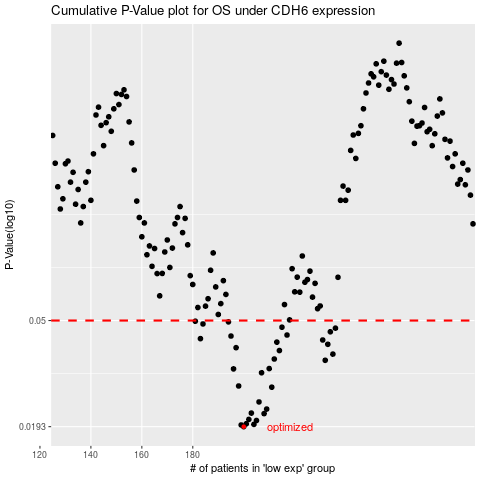 Cumulative P-Value plot for OS under CDH6 expression
P-Value(log10)
0.05
0.0193
optimized
120 140 160 180
# of patients in 'low exp' group